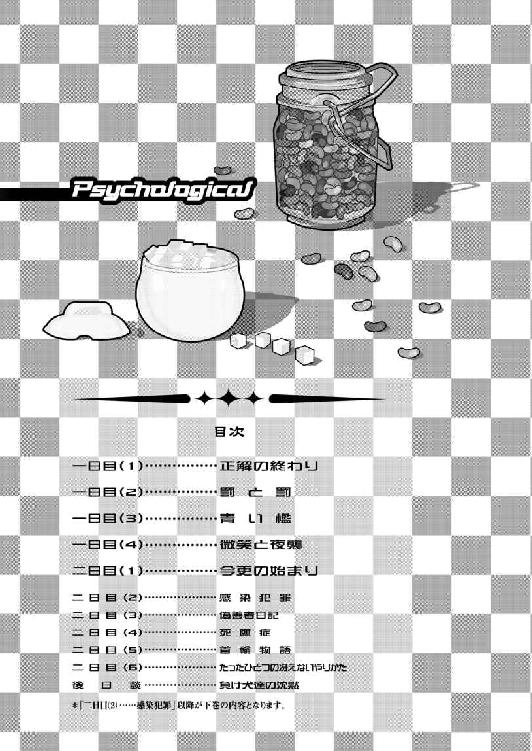 Psychological
目次
一日目(1)……………正解の終わり
一日目(2)……………罰と罰
一日目(3)……………青い檻
一日目(4)……………微笑と夜襲
二日目(1)……………今更の始まり
二日目(2)……………感染犯罪
二日目(3)……………偽善者日記
二日目(4)……………死願症
二日目(5)……………首輪物語
二日目(6)……………たったひとつの冴えないやりかた
後日談……………負け犬達の沈黙
*「二日目(2)……感染犯罪」以降が下巻の内容となります。